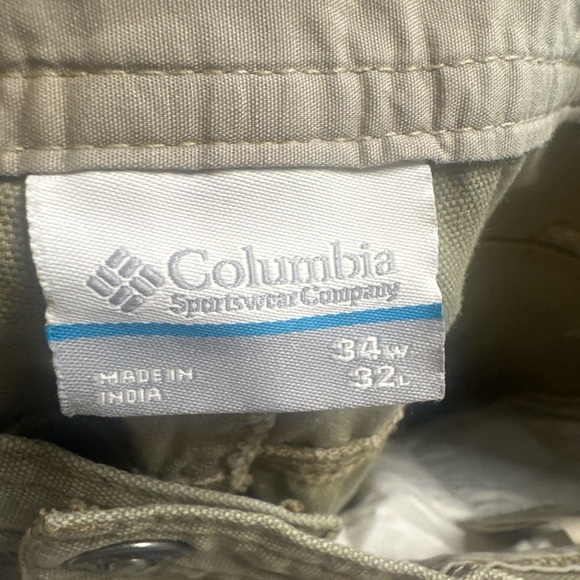 Columbia
Sportswear Company
34W
32L
MADE IN
INDIA